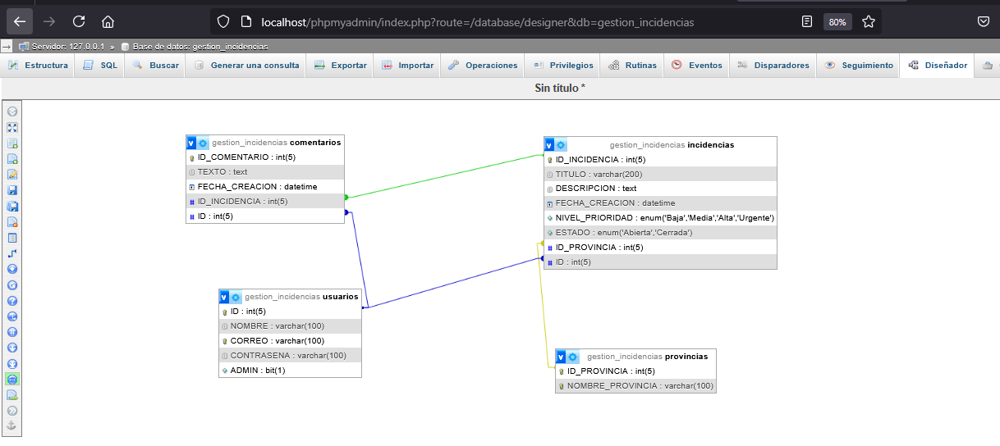 localhost/phpmyadmin/index.php?route=/database/designer&db=gestion_incidencias
80%
Servidor: 127.0.0.1 » Base de datos: gestion_incidencias
Estructura SQL Buscar Generar una consulta Exportar Importar Operaciones Privilegios Rutinas Eventos Disparadores Seguimiento Diseñador
Sin título *
gestion_incidencias comentarios
ID_COMENTARIO : int(5)
TEXTO : text
FECHA_CREACION : datetime
ID_INCIDENCIA : int(5)
ID : int(5)
gestion_incidencias incidencias
ID_INCIDENCIA : int(5)
TITULO : varchar(200)
DESCRIPCION : text
FECHA_CREACION : datetime
NIVEL_PRIORIDAD : enum('Baja','Media','Alta','Urgente')
ESTADO : enum('Abierta','Cerrada')
ID_PROVINCIA : int(5)
ID : int(5)
gestion_incidencias usuarios
ID : int(5)
NOMBRE : varchar(100)
CORREO : varchar(100)
CONTRASENA : varchar(100)
ADMIN : bit(1)
gestion_incidencias provincias
ID_PROVINCIA : int(5)
NOMBRE_PROVINCIA : varchar(100)